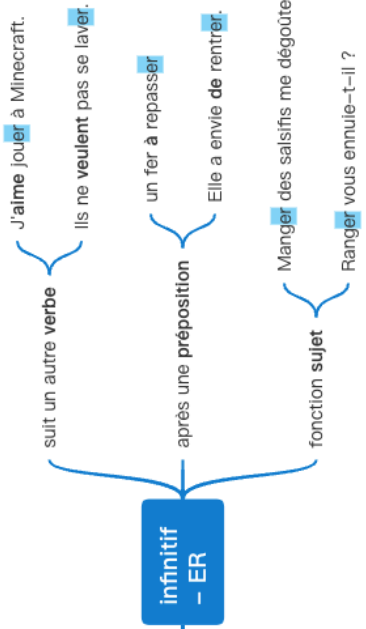 infinitif
– ER
suit un autre verbe
J'aime jouer à Minecraft.
Ils ne veulent pas se laver.
après une préposition
un fer à repasser
Elle a envie de rentrer.
fonction sujet
Manger des salsifis me dégoûte
Ranger vous ennuie-t-il ?